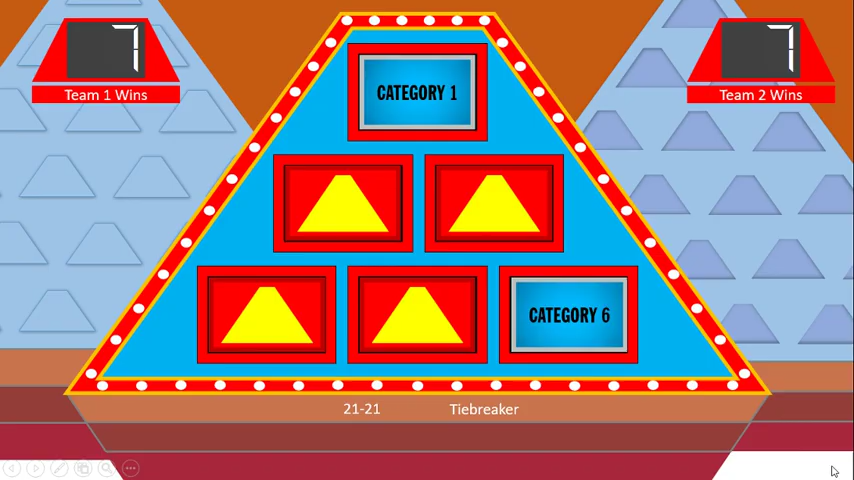 7
7
Team 1 Wins
Team 2 Wins
CATEGORY 1
CATEGORY 6
21-21
Tiebreaker